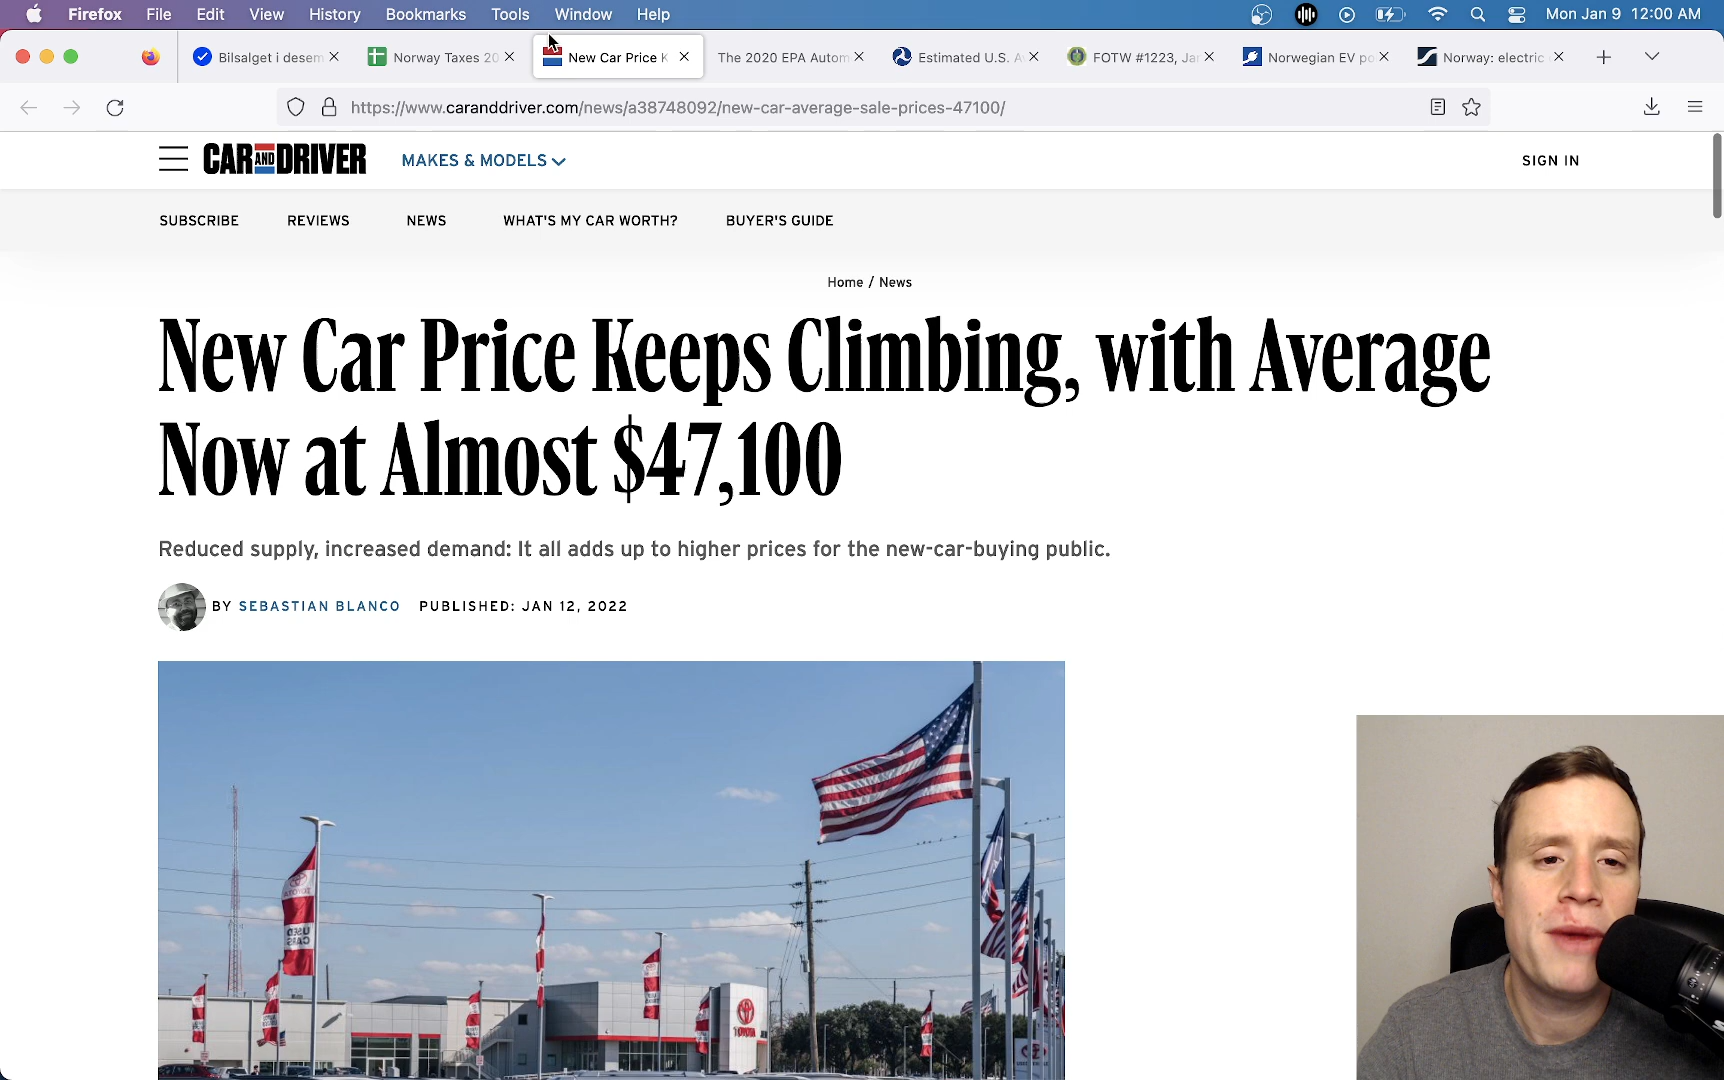 Firefox File Edit View History Bookmarks Tools Window Help Mon Jan 9 12:00 AM
Bilsalget i desem Norway Taxes 20 New Car Price K The 2020 EPA Autom Estimated U.S. A FOTW #1223, Jan Norwegian EV po Norway: electric
https://www.caranddriver.com/news/a38748092/new-car-average-sale-prices-47100/
CAR AND DRIVER MAKES & MODELS SIGN IN
SUBSCRIBE REVIEWS NEWS WHAT'S MY CAR WORTH? BUYER'S GUIDE
Home / News
New Car Price Keeps Climbing, with Average
Now at Almost $47,100
Reduced supply, increased demand: It all adds up to higher prices for the new-car-buying public.
BY SEBASTIAN BLANCO PUBLISHED: JAN 12, 2022
TOYOTA
USED
CARS
TOYOTA